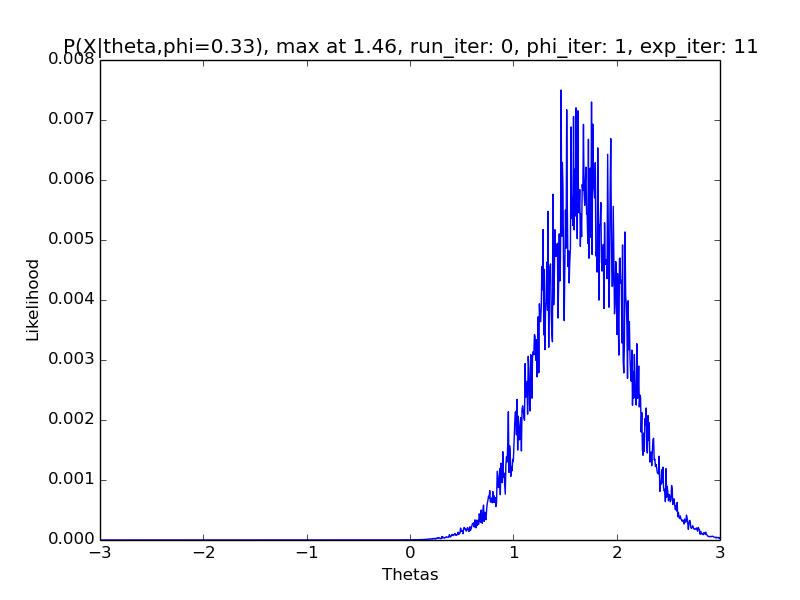 P(X|theta,phi=0.33), max at 1.46, run_iter: 0, phi_iter: 1, exp_iter: 11
0.008
0.007
0.006
0.005
0.004
0.003
0.002
0.001
0.000
Likelihood
−3 −2 −1 0 1 2 3
Thetas